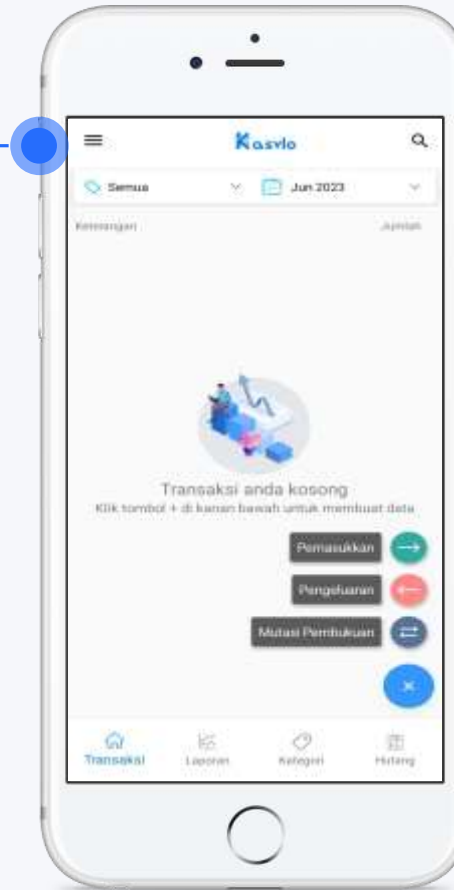 Kasvlo
Semua Jun 2023
Keterangan Jumlah
Transaksi anda kosong
Klik tombol + di kanan bawah untuk membuat data
Pemasukkan
Pengeluaran
Mutasi Pembukuan
Transaksi Laporan Kategori Hutang